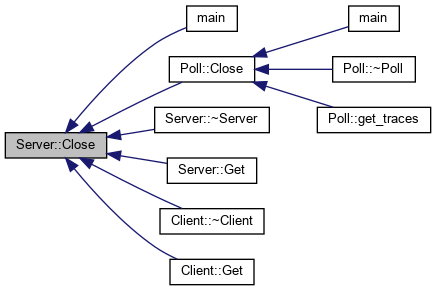 main
main
Poll::Close
Poll::~Poll
Server::~Server
Poll::get_traces
Server::Close
Server::Get
Client::~Client
Client::Get